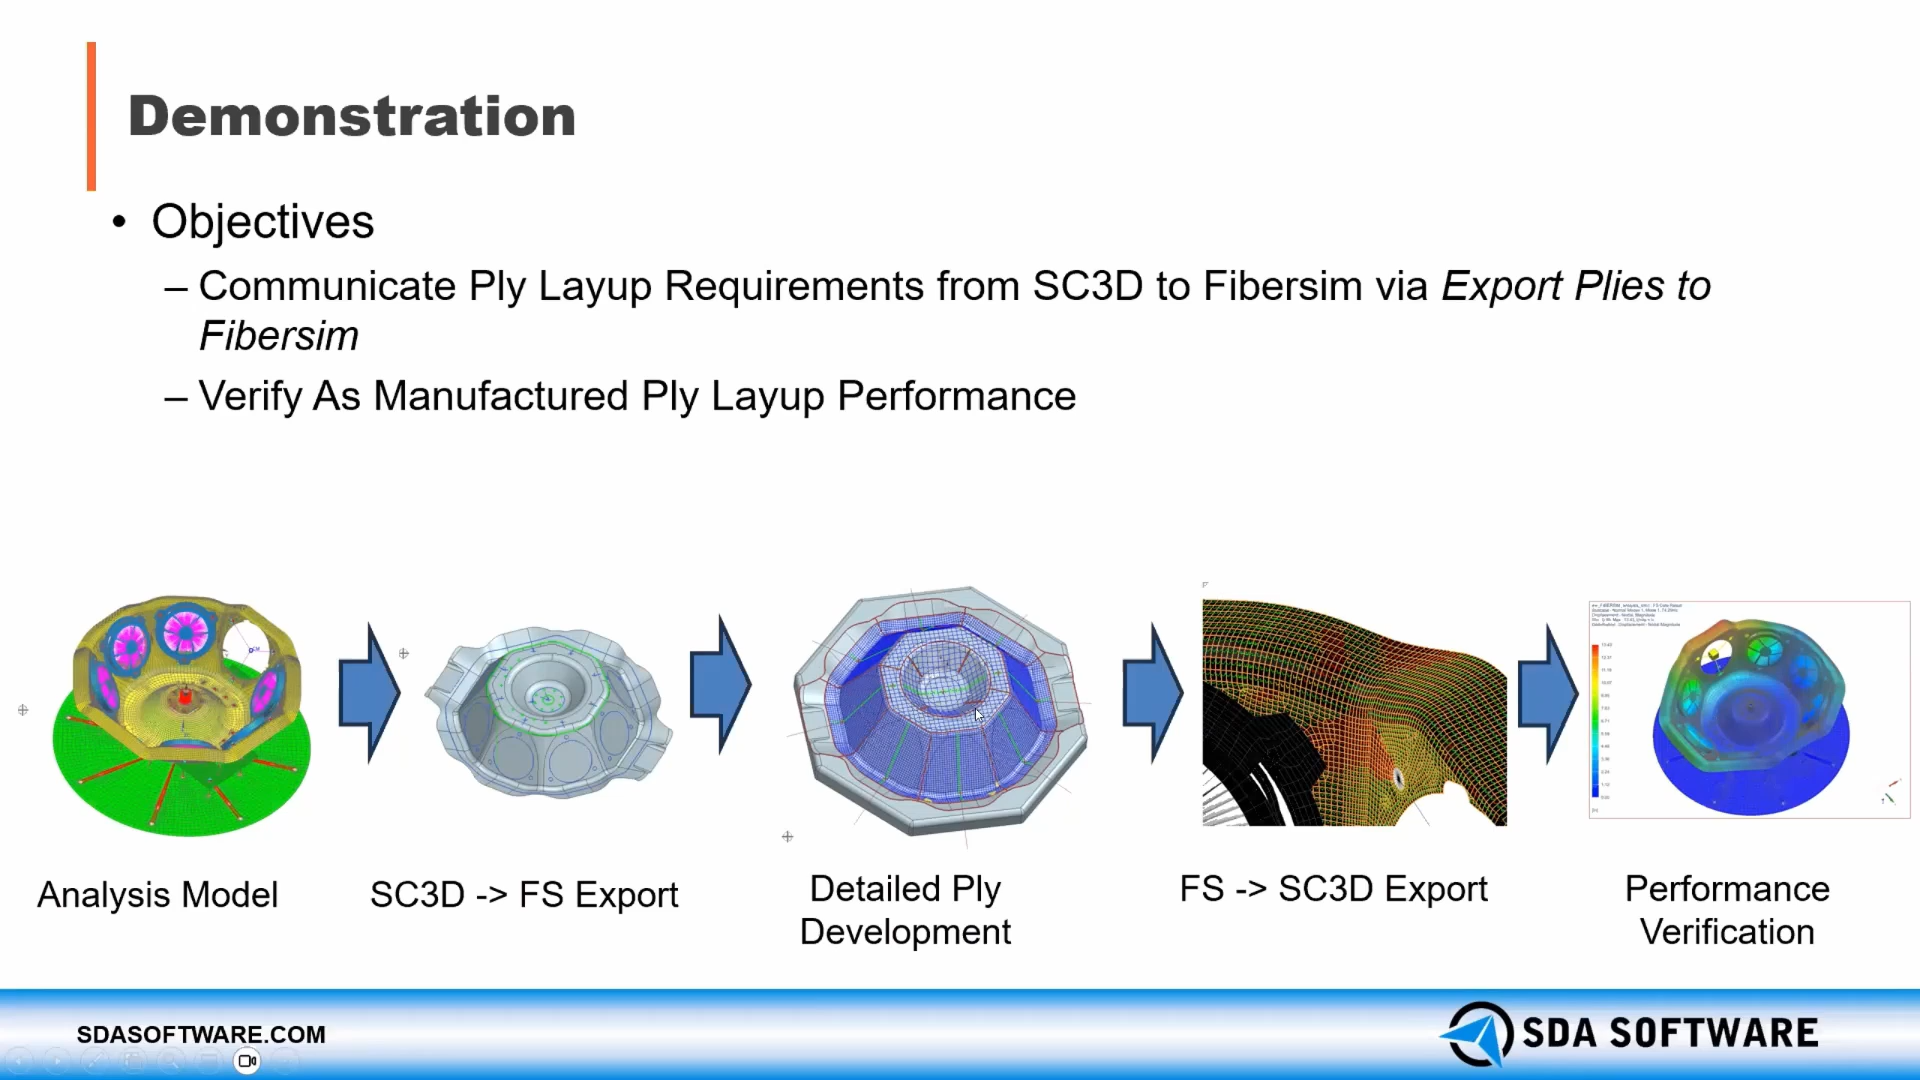 Demonstration
• Objectives
– Communicate Ply Layup Requirements from SC3D to Fibersim via Export Plies to
Fibersim
– Verify As Manufactured Ply Layup Performance
Analysis Model
SC3D -> FS Export
Detailed Ply
Development
FS -> SC3D Export
Performance
Verification
SDASOFTWARE.COM
SDA SOFTWARE